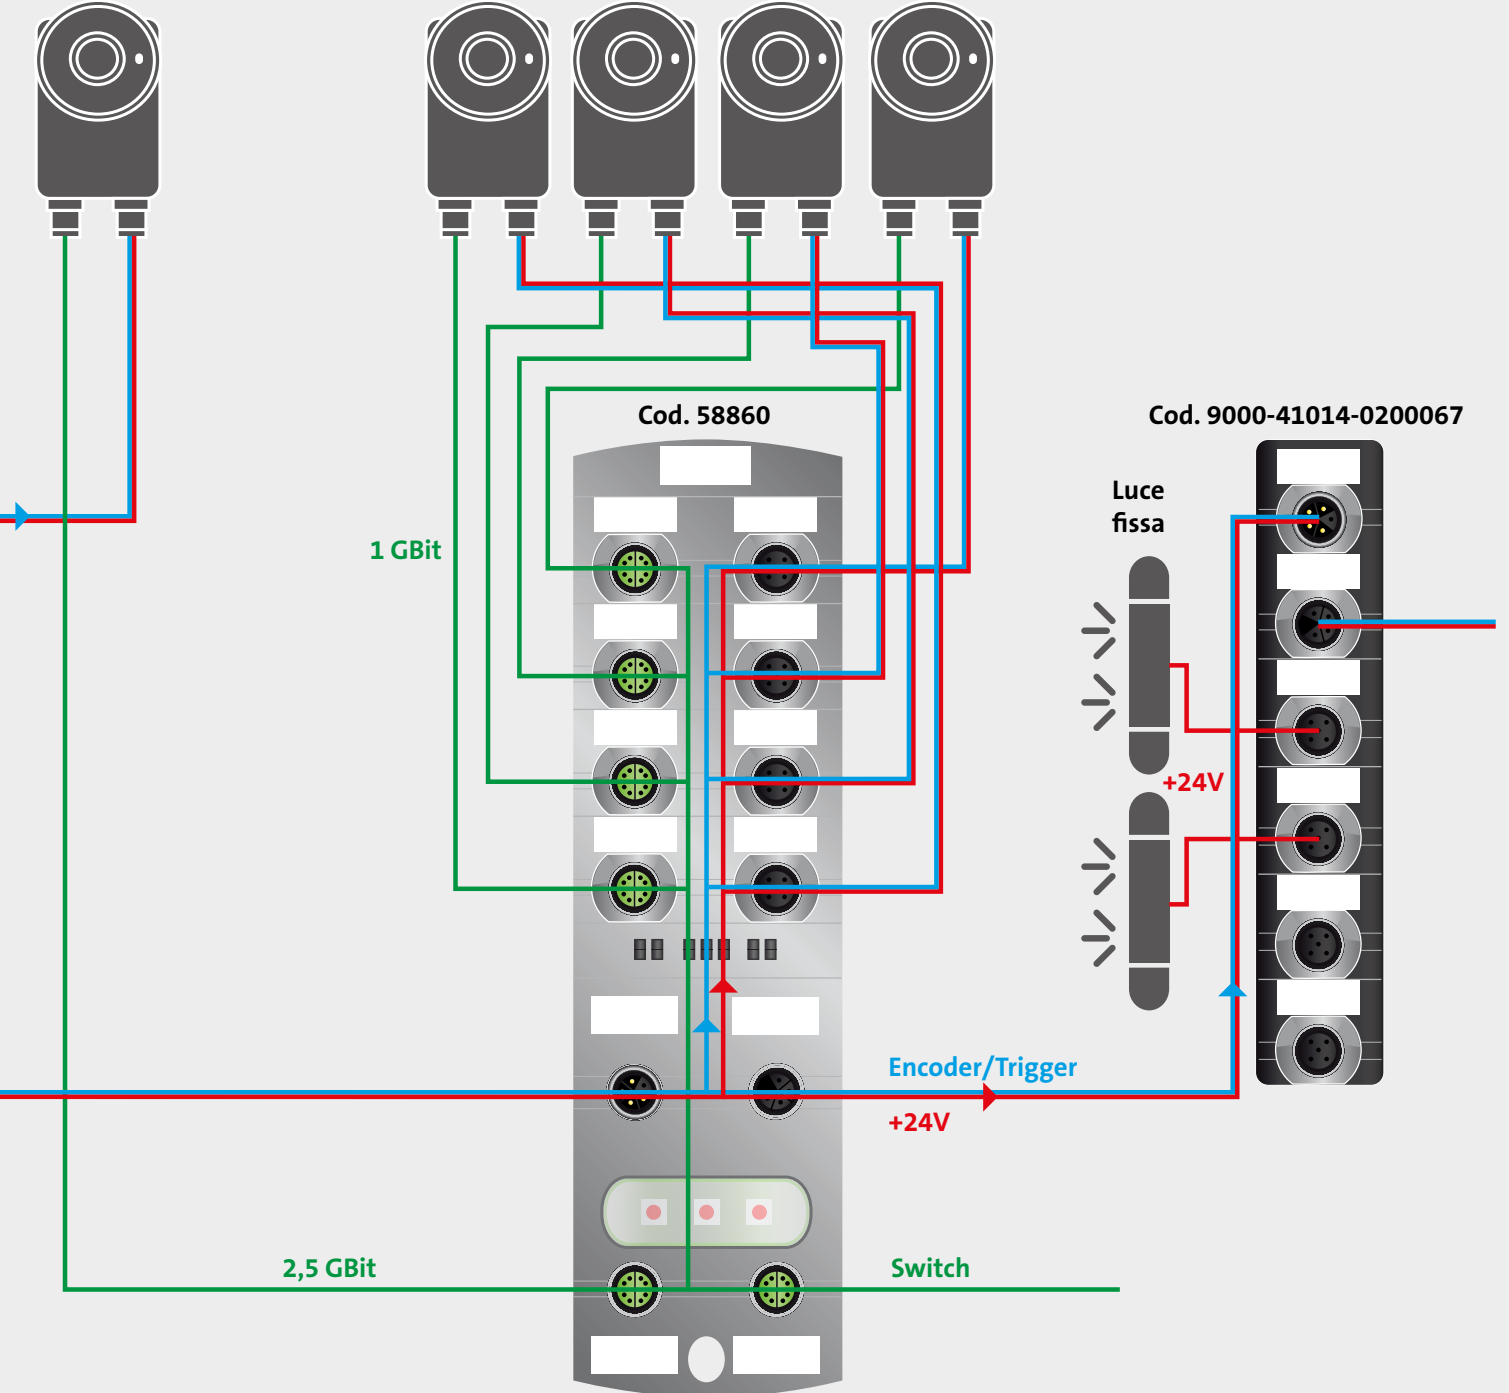 Cod. 58860
Cod. 9000-41014-0200067
Luce
fissa
1 GBit
+24V
Encoder/Trigger
+24V
2,5 GBit
Switch